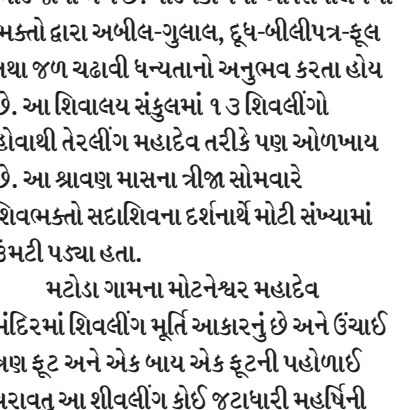 ભક્તો દ્વારા અબીલ-ગુલાલ, દૂધ-બીલીપત્ર-ફૂલ
તથા જળ ચઢાવી ધન્યતાનો અનુભવ કરતા હોય
છે. આ શિવાલય સંકુલમાં ૧૩ શિવલીંગો
હોવાથી તેરલીંગ મહાદેવ તરીકે પણ ઓળખાય
છે. આ શ્રાવણ માસના ત્રીજા સોમવારે
શિવભક્તો સદાશિવના દર્શનાર્થે મોટી સંખ્યામાં
ઉમટી પડ્યા હતા.
મટોડા ગામના મોટનેશ્વર મહાદેવ
મંદિરમાં શિવલીંગ મૂર્તિ આકારનું છે અને ઉંચાઈ
ત્રણ ફૂટ અને એક બાય એક ફૂટની પહોળાઈ
ધરાવતુ આ શીવલીંગ કોઈ જટાધારી મહર્ષિની